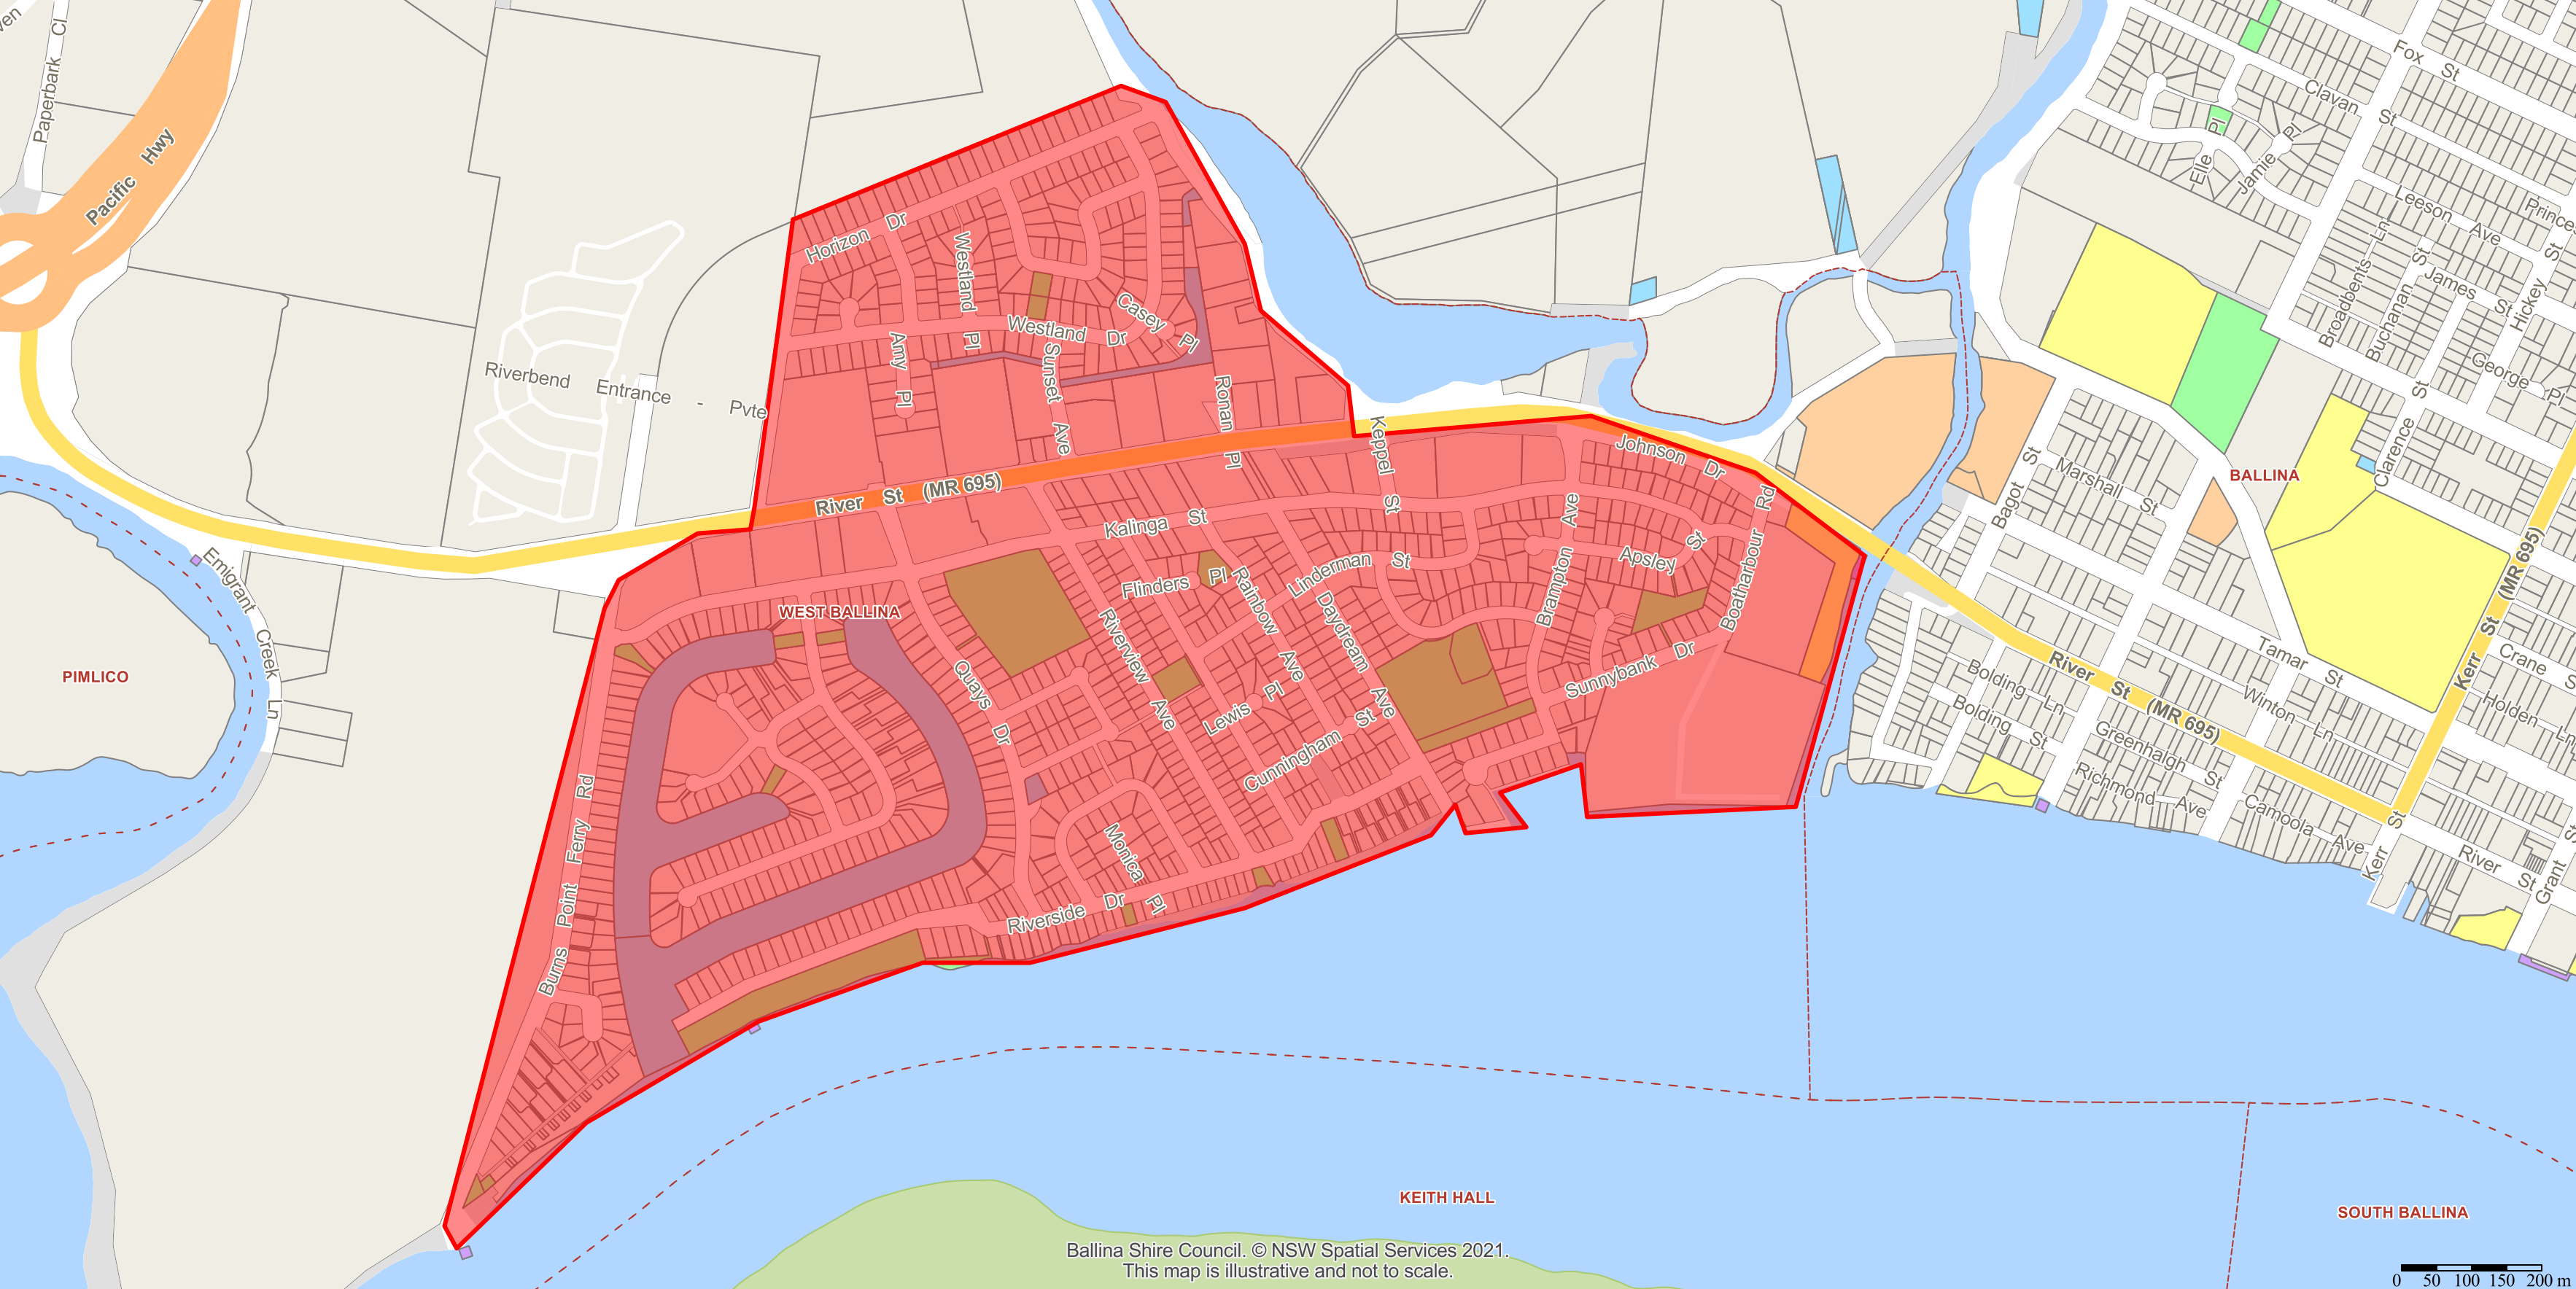 Paperbark Cl
Pacific Hwy
Fox St
Clavan St
Elle Pl
Jamie Pl
Leeson Ave
Broadbents Ln
Buchanan St
James St
Hickey St
George Pl
Clarence St
Horizon Dr
Westland Pl
Casey Pl
Westland Dr
Amy Pl
Sunset Ave
Ronan Pl
Riverbend Entrance - Pvte
Keppel St
Johnson Dr
River St (MR 695)
Kalinga St
Bagot St
Marshall St
BALLINA
Kerr St (MR 695)
Emigrant Creek Ln
WEST BALLINA
Flinders Pl
Rainbow Ave
Linderman St
Daydream Ave
Brampton Ave
Apsley St
Boatharbour Rd
Sunnybank Dr
Riverview Ave
Quays Dr
Lewis Pl
Cunningham St
PIMLICO
Tamar St
Crane S
Holden Ln
Winton Ln
River St (MR 695)
Bolding Ln
Bolding St
Greenhalgh St
Richmond Ave
Camoola Ave
Kerr St
River St
Grant St
Burns Point Ferry Rd
Monica Pl
Riverside Dr
KEITH HALL
SOUTH BALLINA
Ballina Shire Council. © NSW Spatial Services 2021.
This map is illustrative and not to scale.
0 50 100 150 200 m